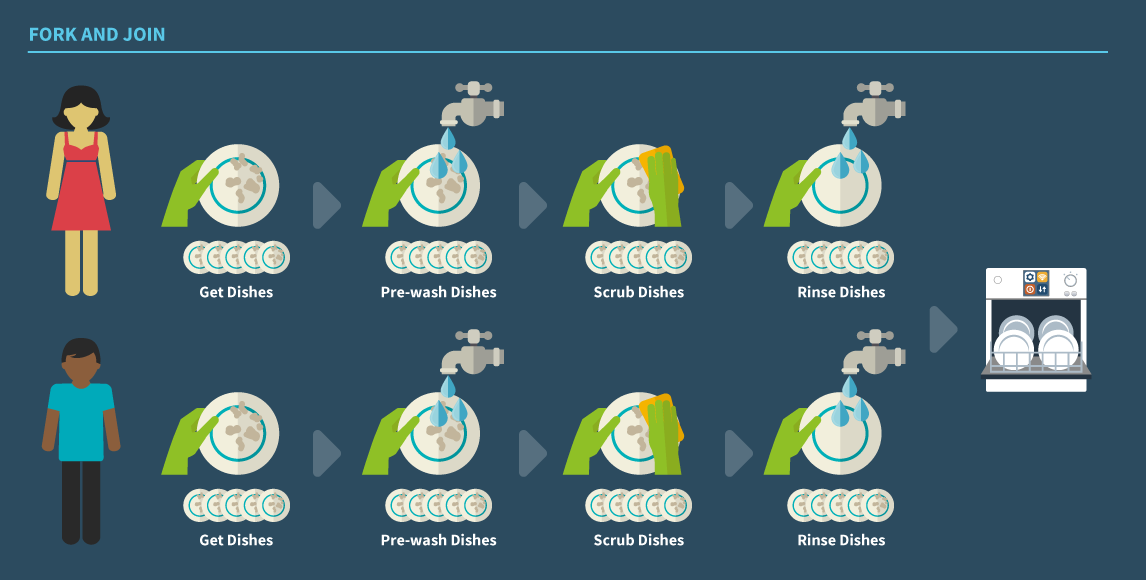 FORK AND JOIN
Get Dishes
Pre-wash Dishes
Scrub Dishes
Rinse Dishes
Get Dishes
Pre-wash Dishes
Scrub Dishes
Rinse Dishes